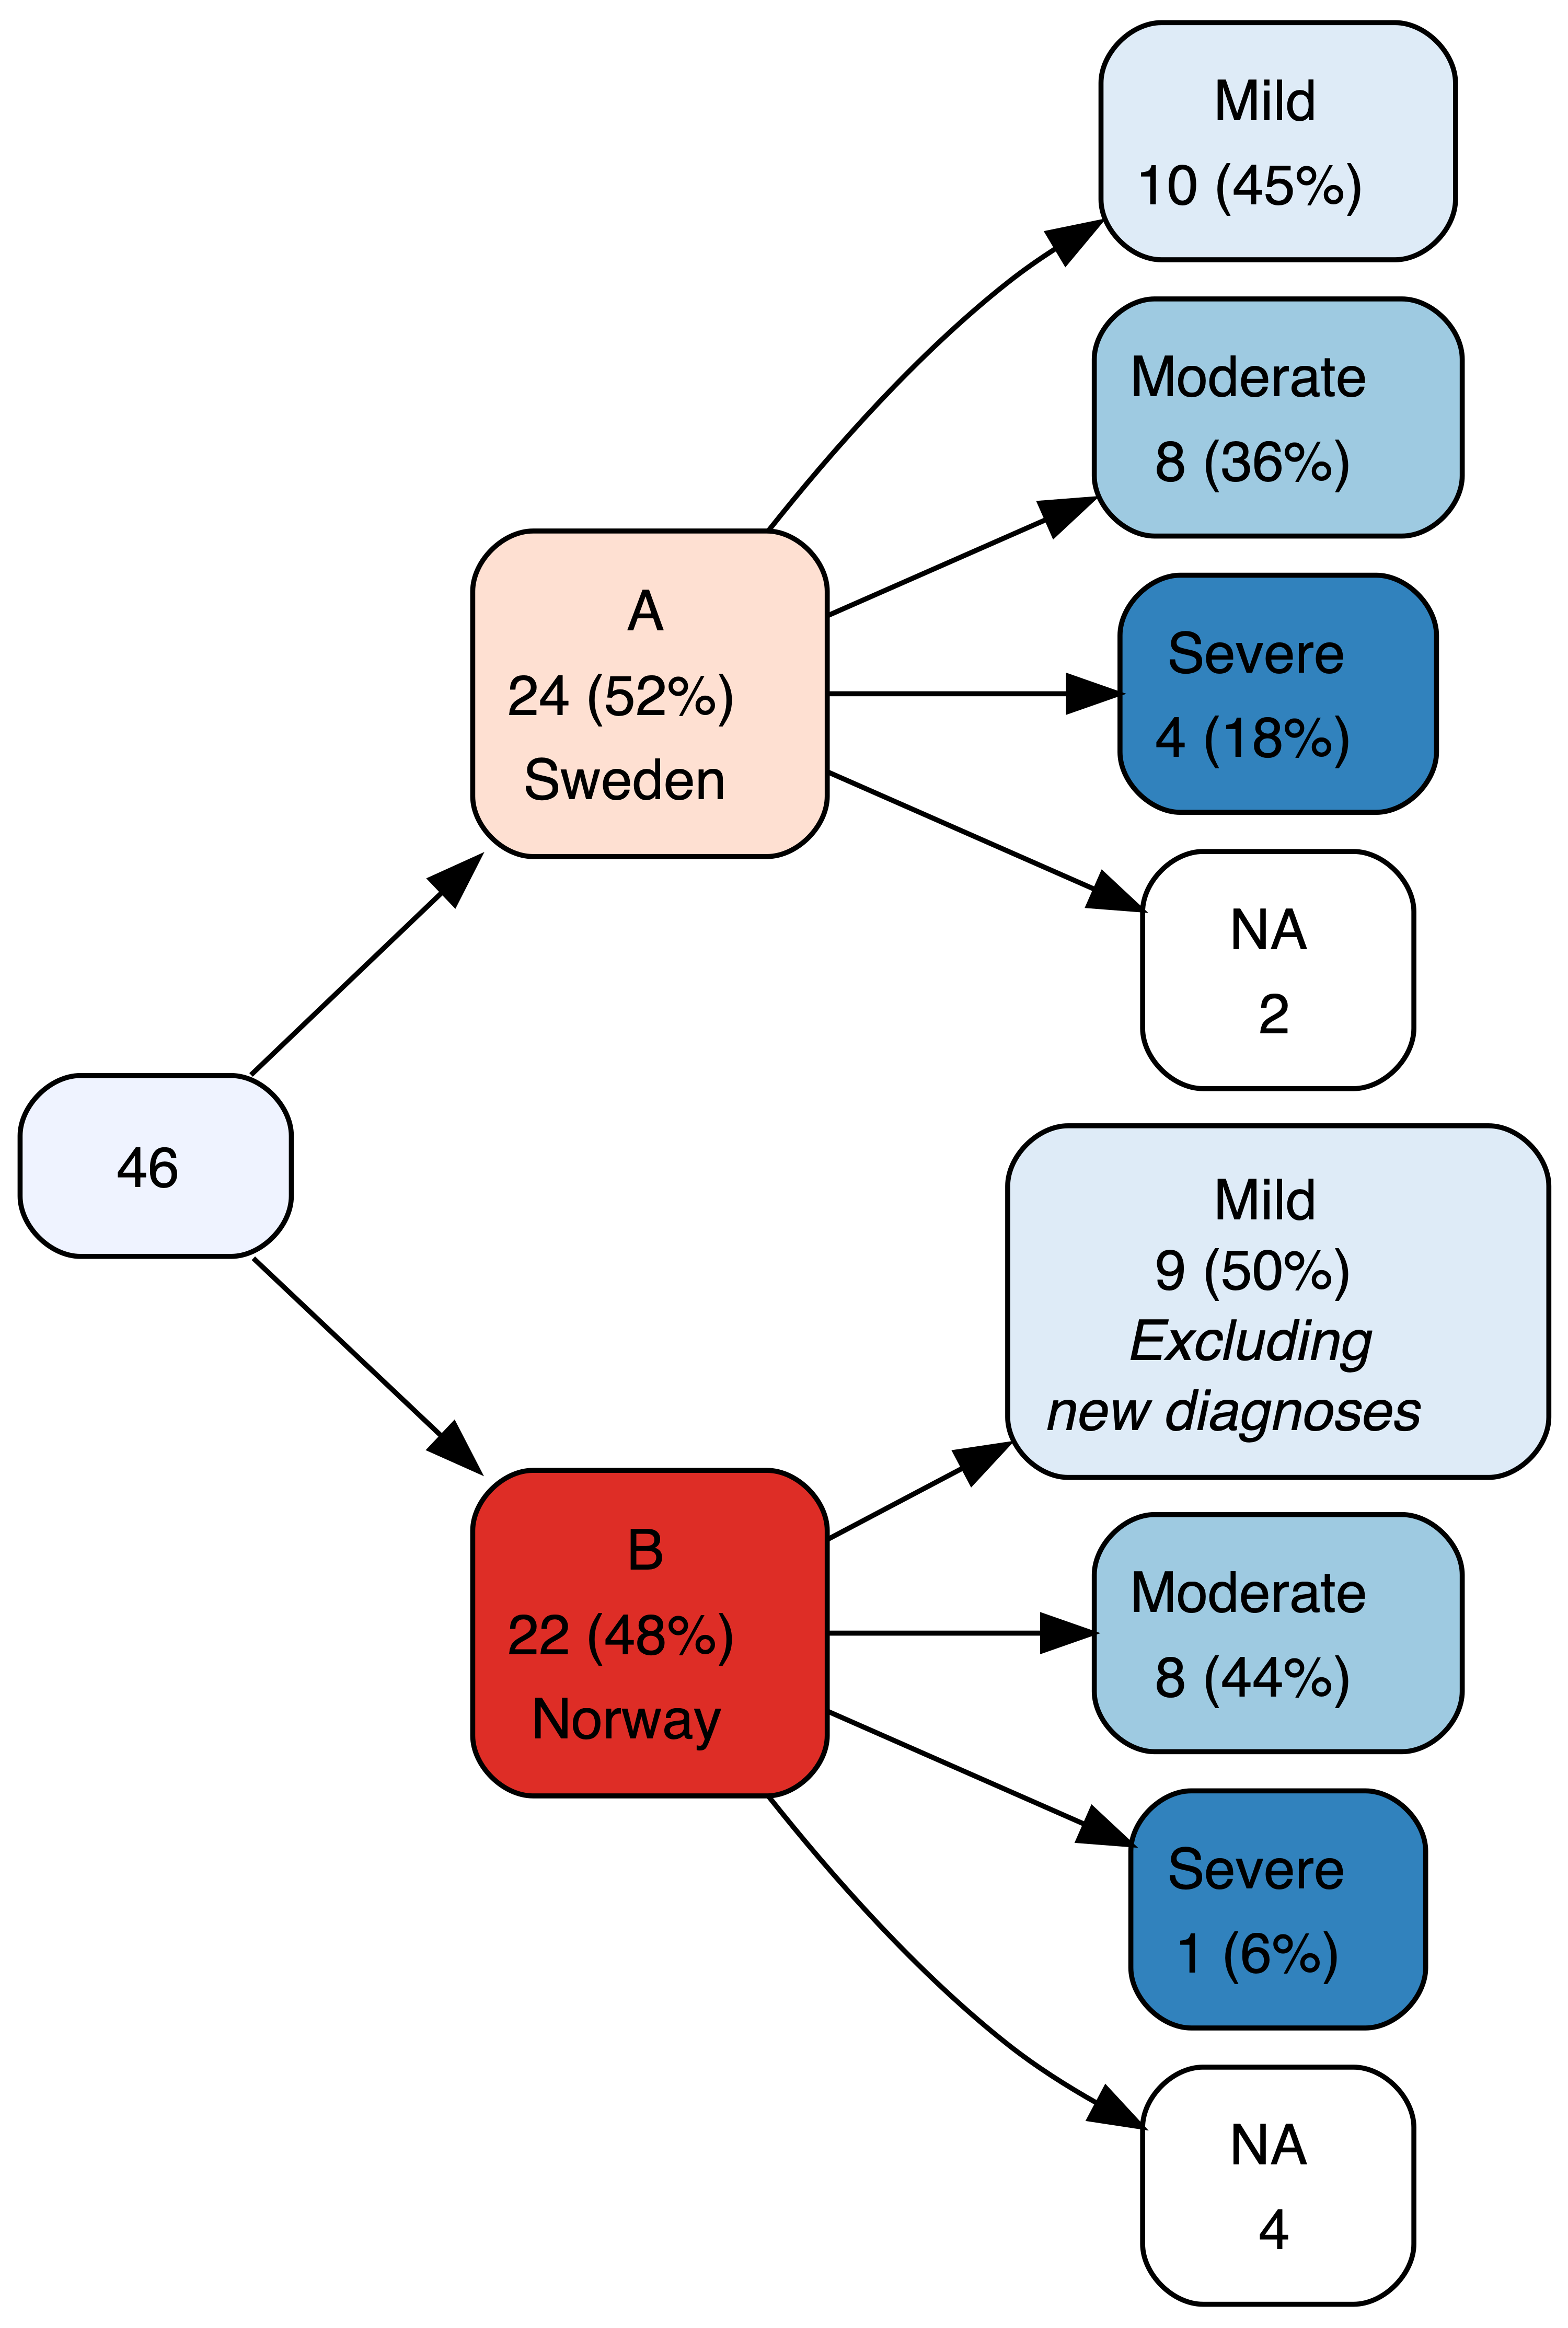 46
A
24 (52%)
Sweden
Mild
10 (45%)
Moderate
8 (36%)
Severe
4 (18%)
NA
2
B
22 (48%)
Norway
Mild
9 (50%)
Excluding
new diagnoses
Moderate
8 (44%)
Severe
1 (6%)
NA
4